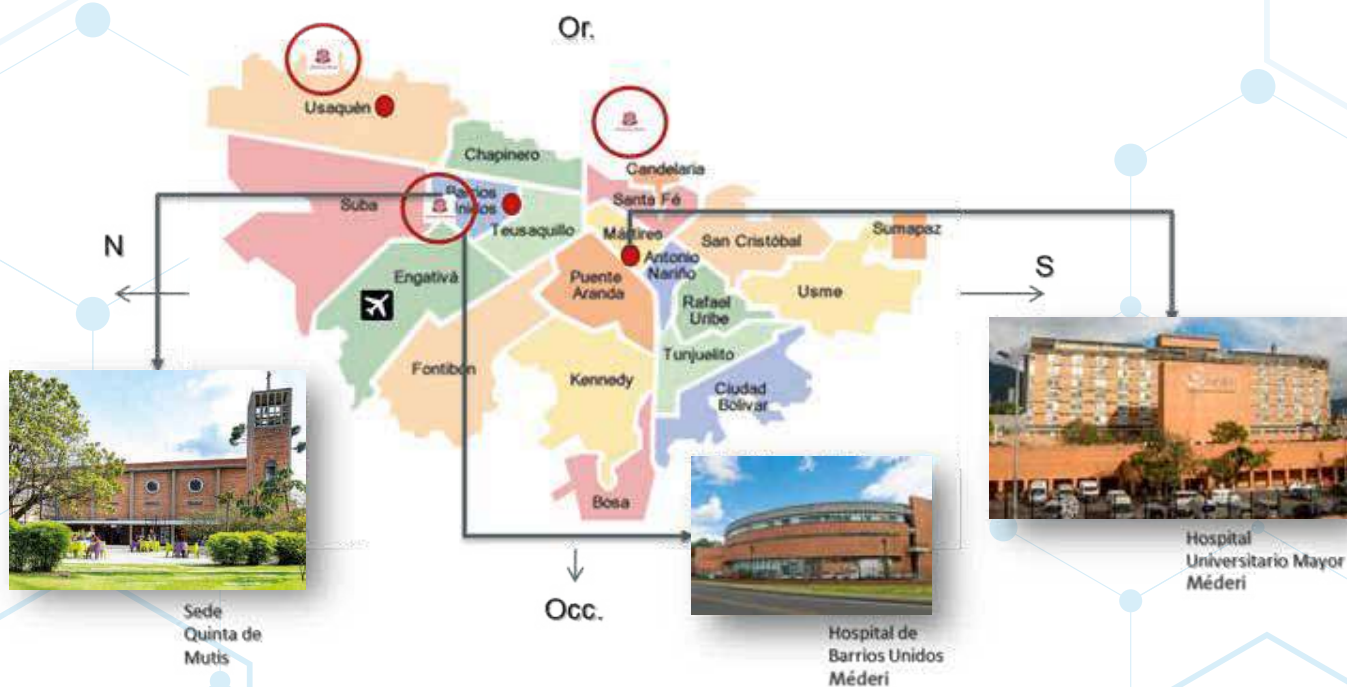 Or.
Usaquén
Chapinero
Candelaria
Suba
Barrios
Unidos
Santa Fé
Teusaquillo
Mártires
San Cristóbal
Sumapaz
N
Antonio
Nariño
Engativá
Puente
Aranda
S
Usme
Rafael
Uribe
Tunjuelito
Fontibón
Kennedy
Ciudad
Bolivar
Bosa
Occ.
Sede
Quinta de
Mutis
Hospital de
Barrios Unidos
Méderi
Hospital
Universitario Mayor
Méderi